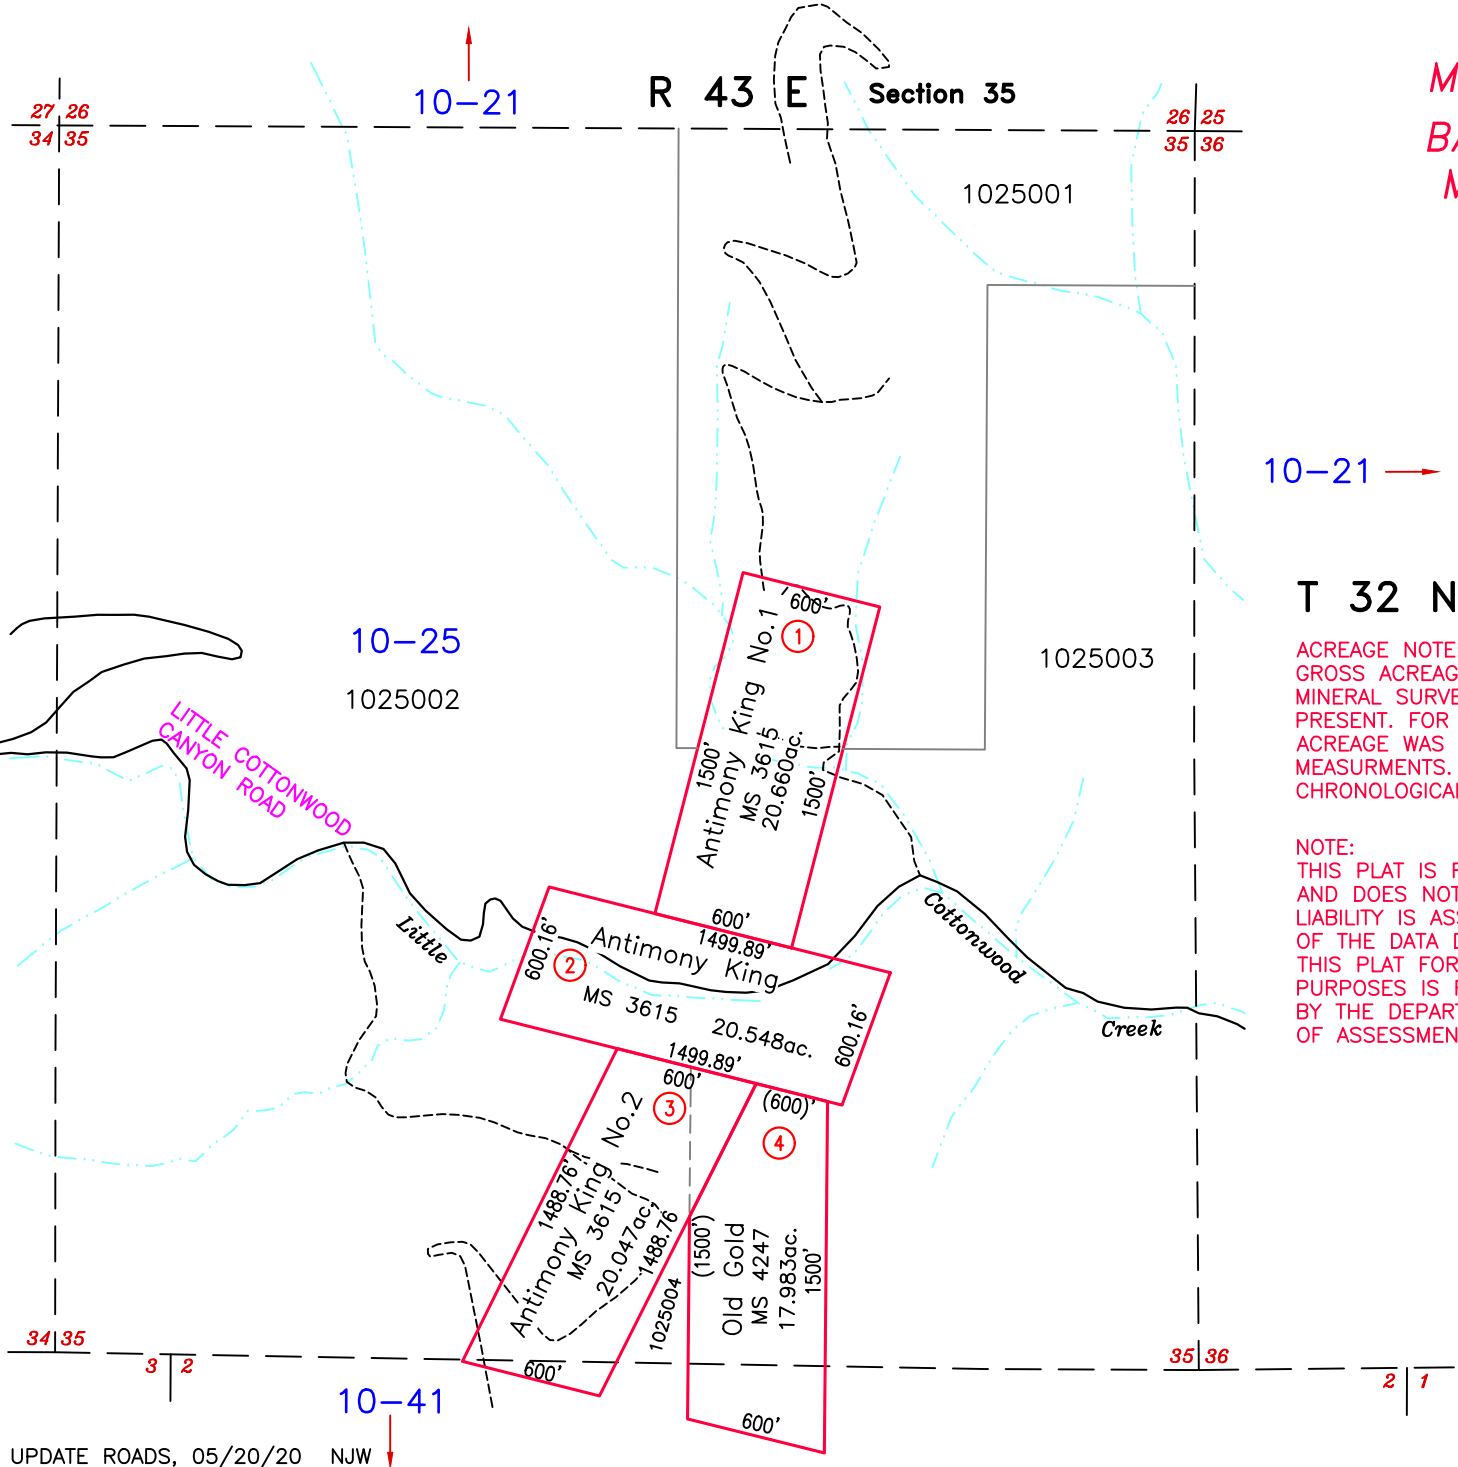 10-21
R 43 E
Section 35
M
27 26
34 35
26 25
35 36
BA
M
1025001
10-21
T 32 N
10-25
1025002
1025003
LITTLE COTTONWOOD
CANYON ROAD
600'
1
Antimony King No.1
MS 3615
20.660ac.
1500'
1500'
600'
ACREAGE NOTE
GROSS ACREAG
MINERAL SURVE
PRESENT. FOR
ACREAGE WAS
MEASURMENTS.
CHRONOLOGICAL
NOTE:
THIS PLAT IS F
AND DOES NOT
LIABILITY IS ASS
OF THE DATA D
THIS PLAT FOR
PURPOSES IS F
BY THE DEPART
OF ASSESSMEN
Little
Cottonwood
Creek
1499.89'
600.16'
2
Antimony King
MS 3615 20.548ac.
600.16'
1499.89'
600'
3
Antimony King No.2
MS 3615
20.047ac.
1488.76'
1488.76
600'
1025004
(600)'
4
(1500')
Old Gold
MS 4247
17.983ac.
1500'
600'
34 35
3 2
35 36
2 1
10-41
UPDATE ROADS, 05/20/20 NJW